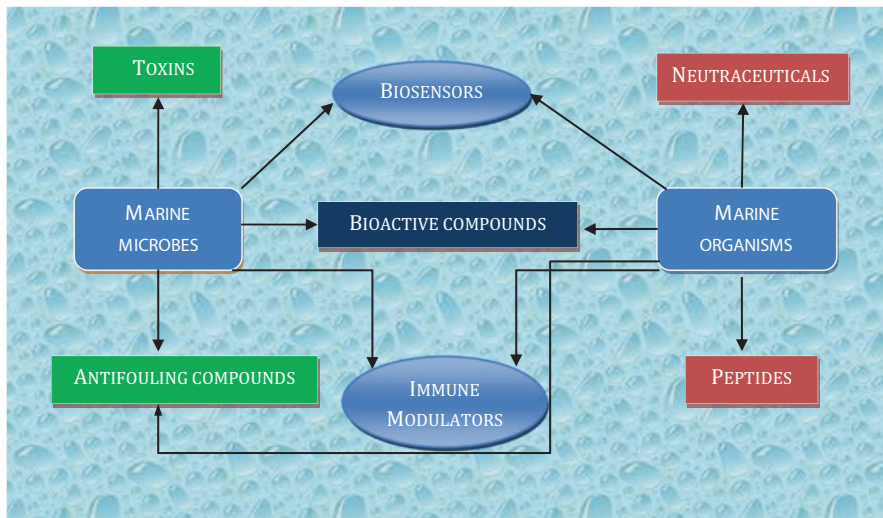 TOXINS
BIOSENSORS
NEUTRACEUTICALS
MARINE
MICROBES
BIOACTIVE COMPOUNDS
MARINE
ORGANISMS
ANTIFOULING COMPOUNDS
IMMUNE
MODULATORS
PEPTIDES